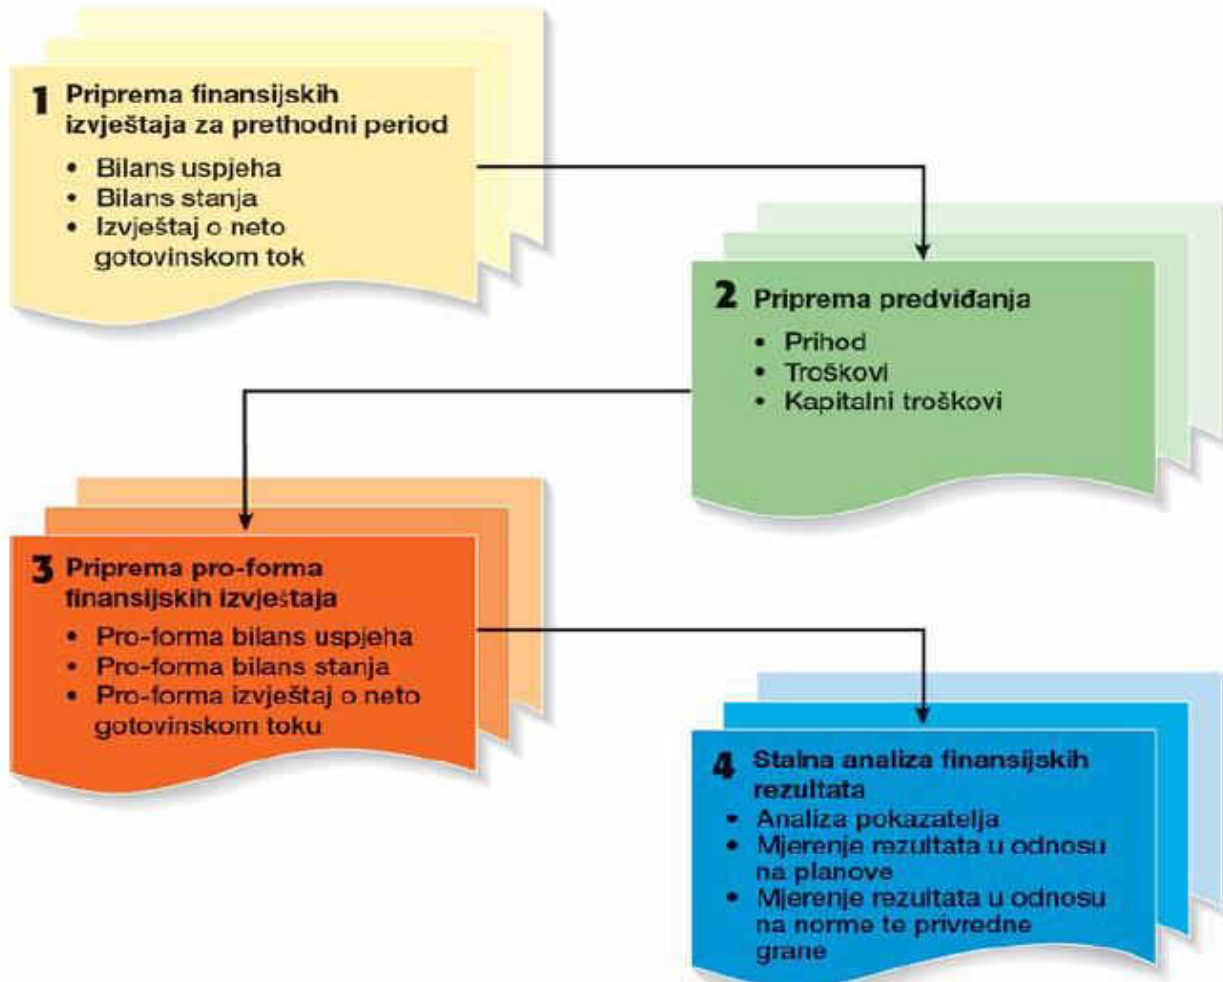 1 Priprema finansijskih
izvještaja za prethodni period
• Bilans uspjeha
• Bilans stanja
• Izvještaj o neto
gotovinskom tok
2 Priprema predviđanja
• Prihod
• Troškovi
• Kapitalni troškovi
3 Priprema pro-forma
finansijskih izvještaja
• Pro-forma bilans uspjeha
• Pro-forma bilans stanja
• Pro-forma izvještaj o neto
gotovinskom toku
4 Stalna analiza finansijskih
rezultata
• Analiza pokazatelja
• Mjerenje rezultata u odnosu
na planove
• Mjerenje rezultata u odnosu
na norme te privredne
grane